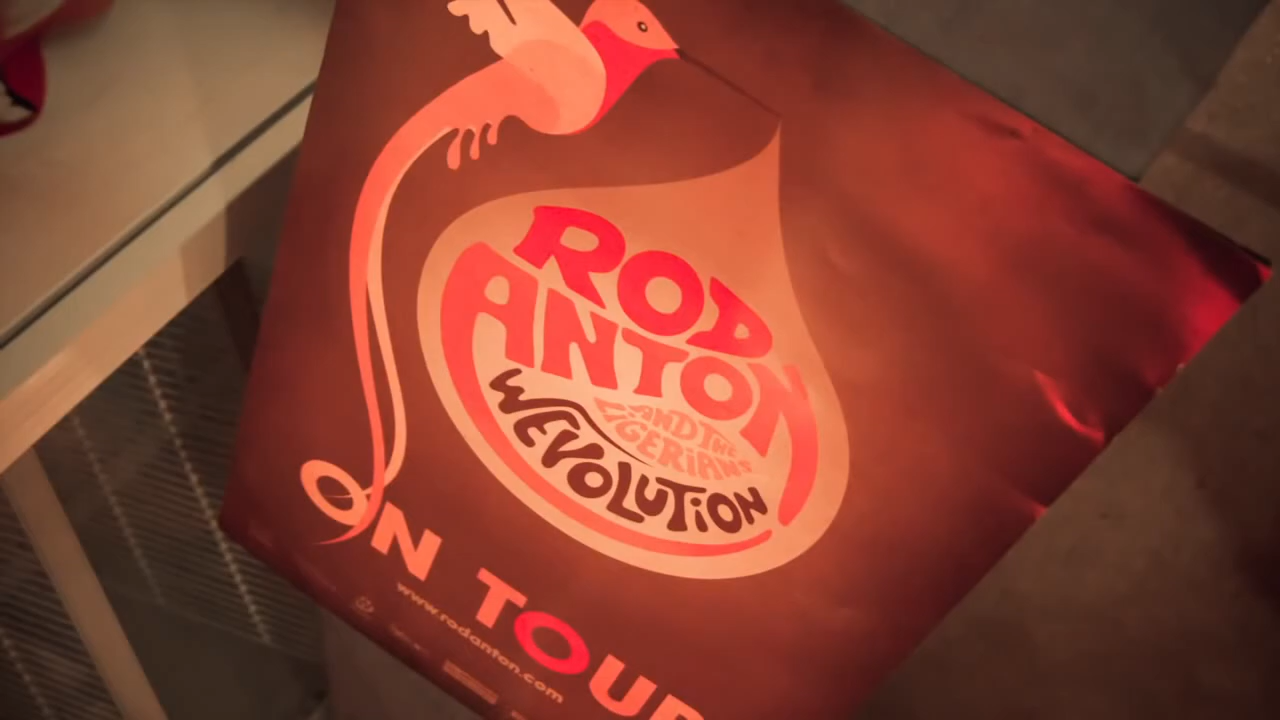 ROD
ANTON
AND THE
LIGERIANS
WEVOLUTION
ON TOUR
www.rodanton.com